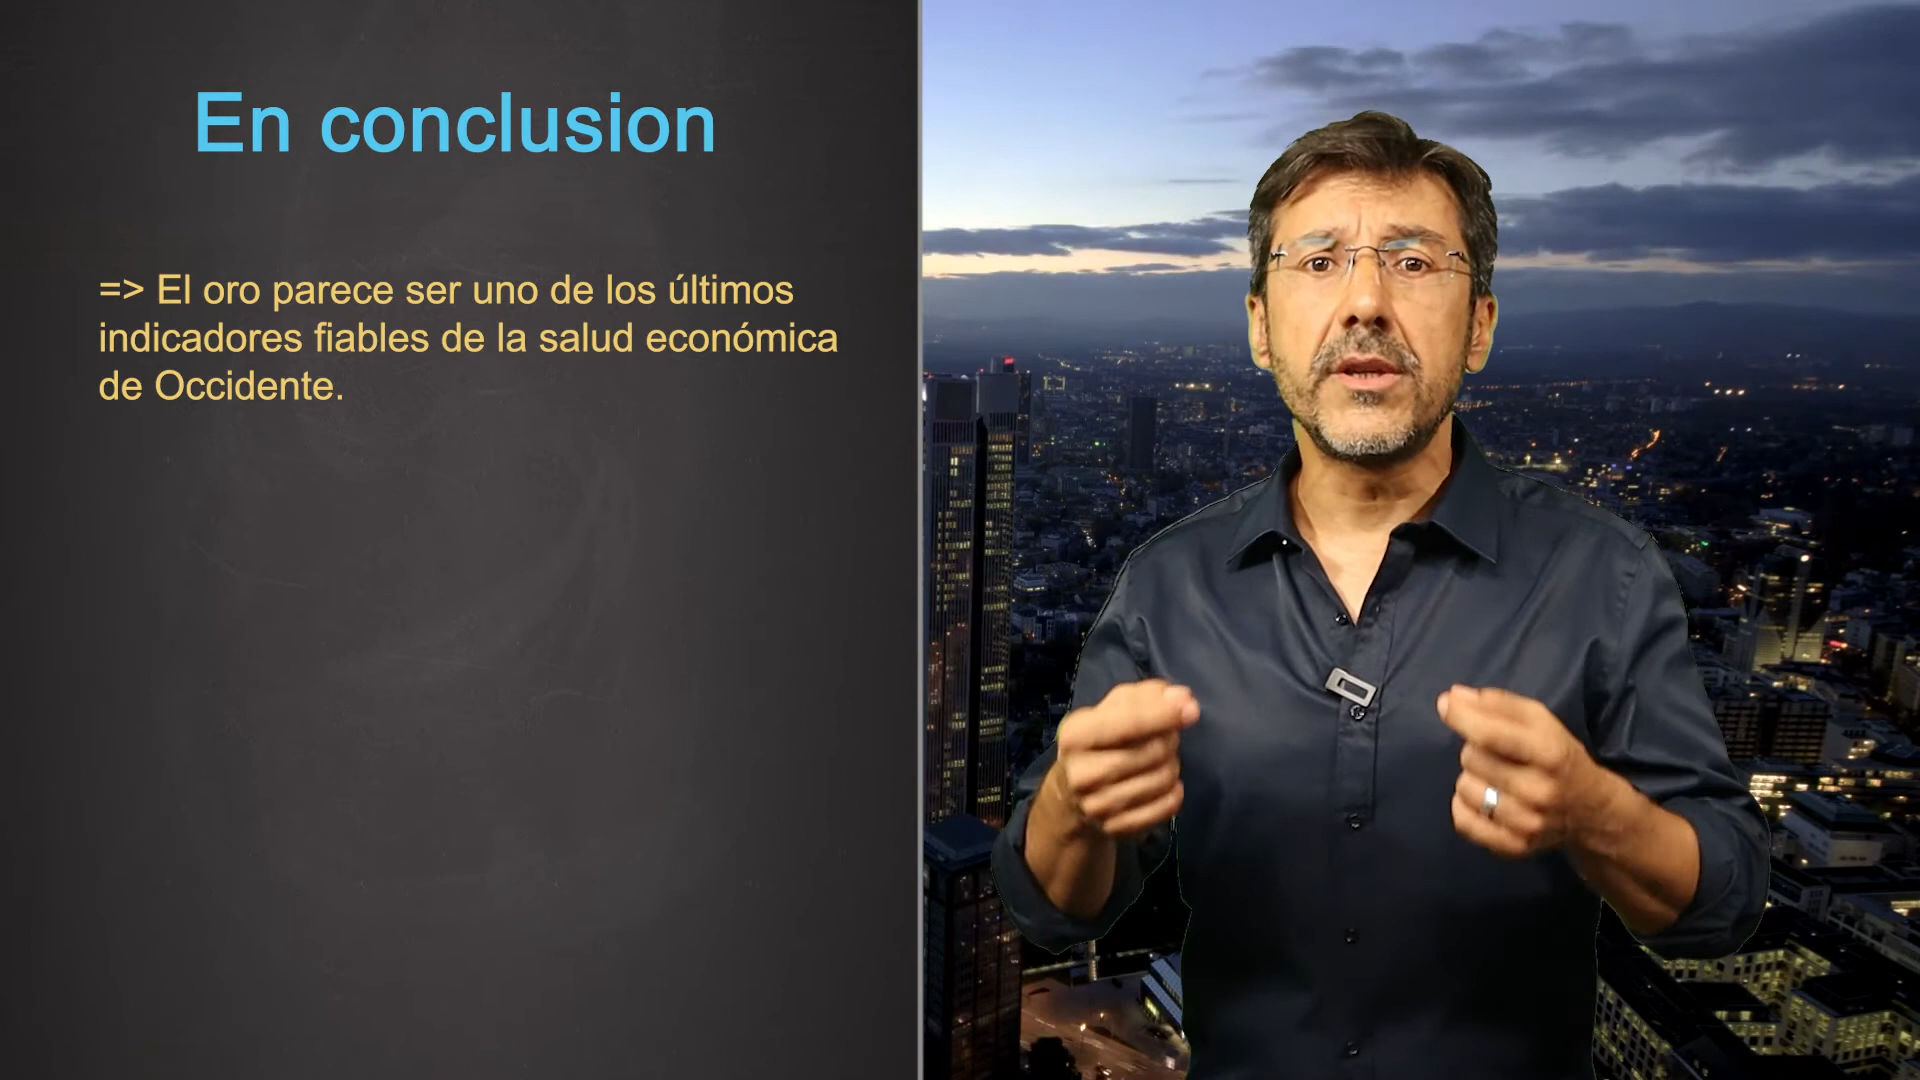 En conclusion
=> El oro parece ser uno de los últimos
indicadores fiables de la salud económica
de Occidente.